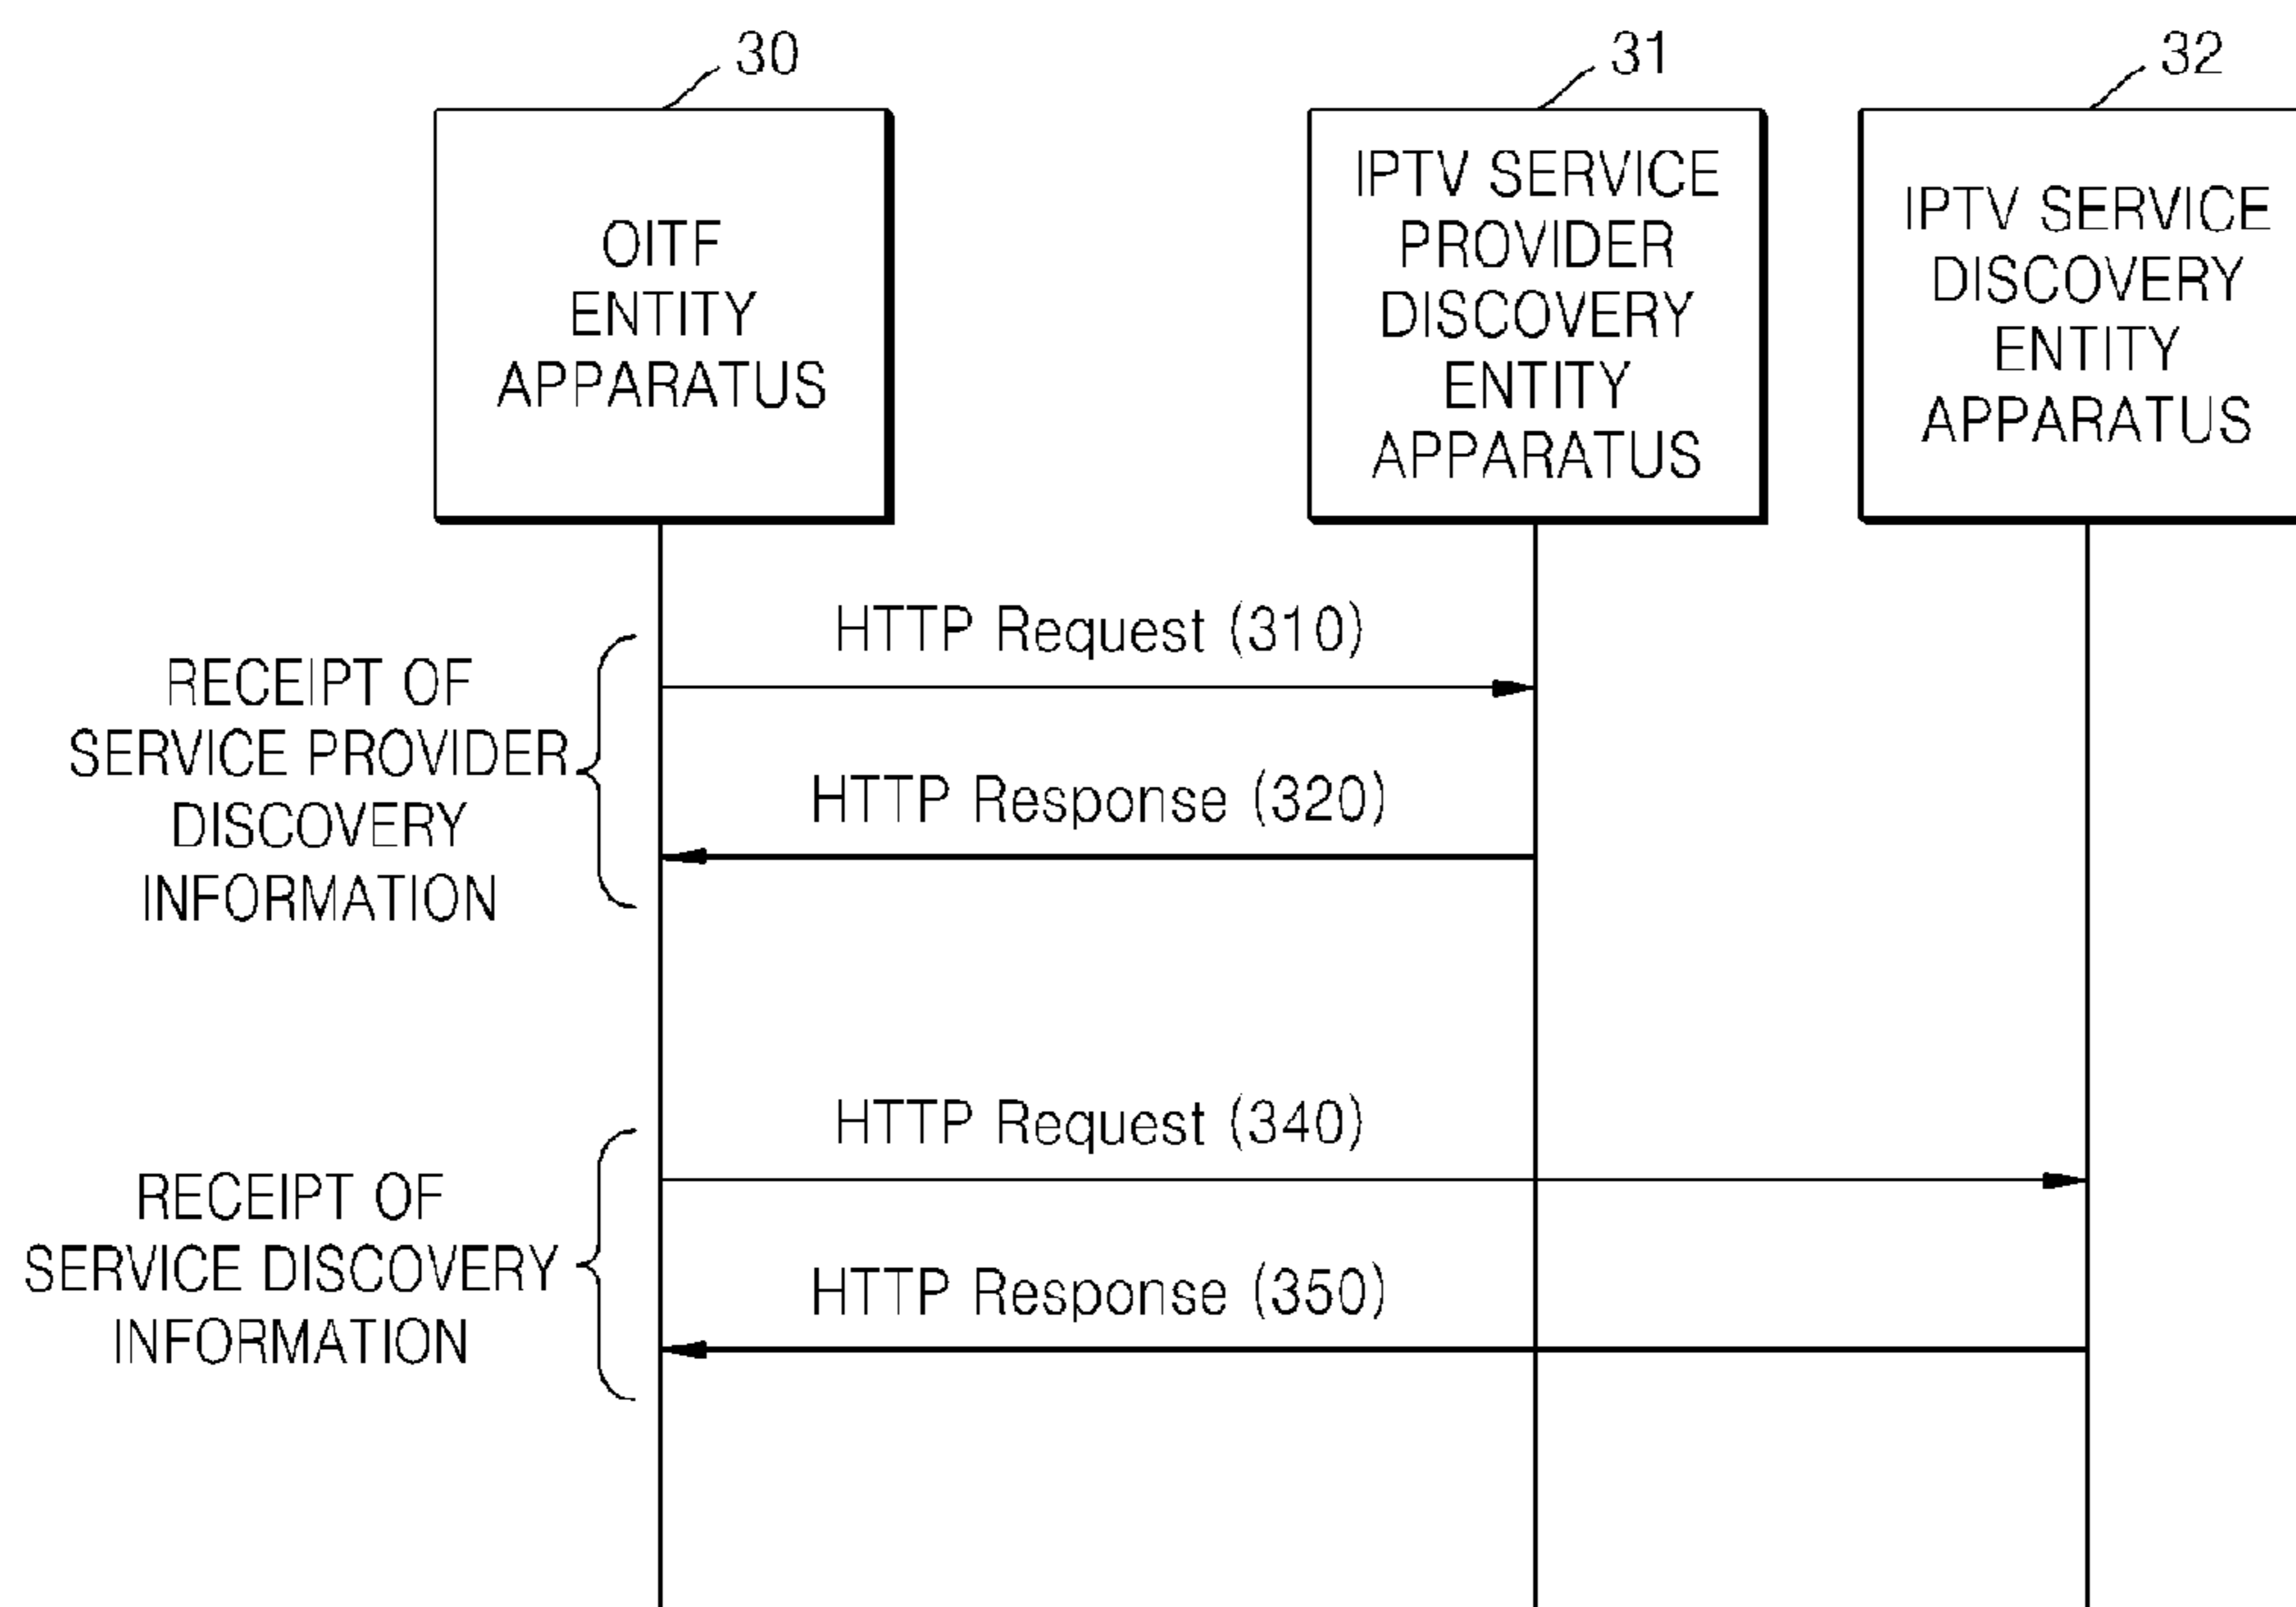 30
31
32
OITF
ENTITY
APPARATUS
IPTV SERVICE
PROVIDER
DISCOVERY
ENTITY
APPARATUS
IPTV SERVICE
DISCOVERY
ENTITY
APPARATUS
HTTP Request (310)
RECEIPT OF
SERVICE PROVIDER
DISCOVERY
INFORMATION
HTTP Response (320)
HTTP Request (340)
RECEIPT OF
SERVICE DISCOVERY
INFORMATION
HTTP Response (350)